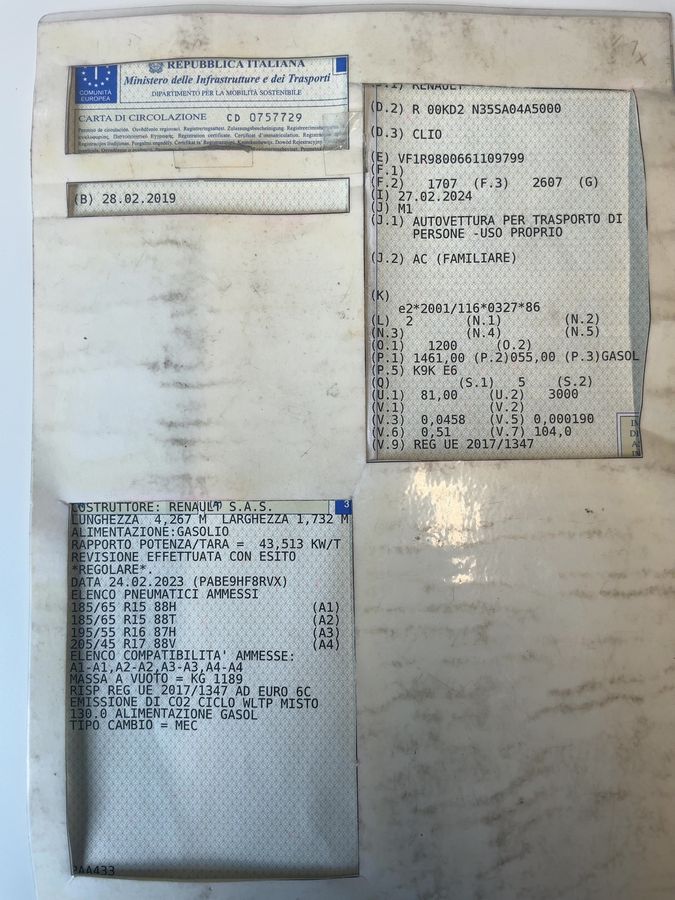 COMUNITÀ
EUROPEA
REPUBBLICA ITALIANA
Ministero delle Infrastrutture e dei Trasporti
DIPARTIMENTO PER LA MOBILITÀ SOSTENIBILE
CARTA DI CIRCOLAZIONE CD 0757729
(B) 28.02.2019
RENAULT
(D.2) R 00KD2 N35SA04A5000
(D.3) CLIO
(E) VF1R9800661109799
(F.1)
(F.2) 1707 (F.3) 2607 (G)
(I) 27.02.2024
(J) M1
(J.1) AUTOVETTURA PER TRASPORTO DI
PERSONE -USO PROPRIO
(J.2) AC (FAMILIARE)
(K)
e2*2001/116*0327*86
(L) 2 (N.1) (N.2)
(N.3) (N.4) (N.5)
(O.1) 1200 (O.2)
(P.1) 1461,00 (P.2)055,00 (P.3)GASOL
(P.5) K9K E6
(Q) (S.1) 5 (S.2)
(U.1) 81,00 (U.2) 3000
(V.1) (V.2)
(V.3) 0,0458 (V.5) 0,000190
(V.6) 0,51 (V.7) 104,0
(V.9) REG UE 2017/1347
3
COSTRUTTORE: RENAULT S.A.S.
LUNGHEZZA 4,267 M LARGHEZZA 1,732 M
ALIMENTAZIONE:GASOLIO
RAPPORTO POTENZA/TARA = 43,513 KW/T
REVISIONE EFFETTUATA CON ESITO
*REGOLARE*.
DATA 24.02.2023 (PABE9HF8RVX)
ELENCO PNEUMATICI AMMESSI
185/65 R15 88H (A1)
185/65 R15 88T (A2)
195/55 R16 87H (A3)
205/45 R17 88V (A4)
ELENCO COMPATIBILITA' AMMESSE:
A1-A1,A2-A2,A3-A3,A4-A4
MASSA A VUOTO = KG 1189
RISP REG UE 2017/1347 AD EURO 6C
EMISSIONE DI CO2 CICLO WLTP MISTO
130.0 ALIMENTAZIONE GASOL
TIPO CAMBIO = MEC
PAA433